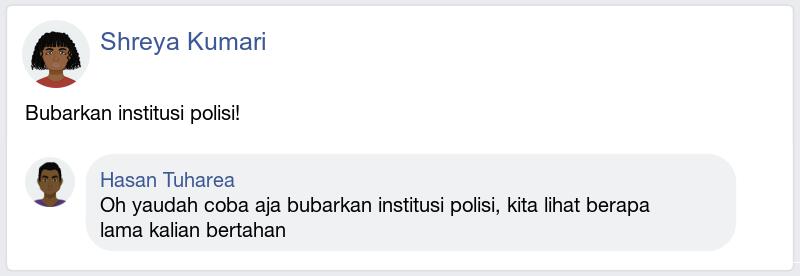 Shreya Kumari
Bubarkan institusi polisi!
Hasan Tuharea
Oh yaudah coba aja bubarkan institusi polisi, kita lihat berapa
lama kalian bertahan